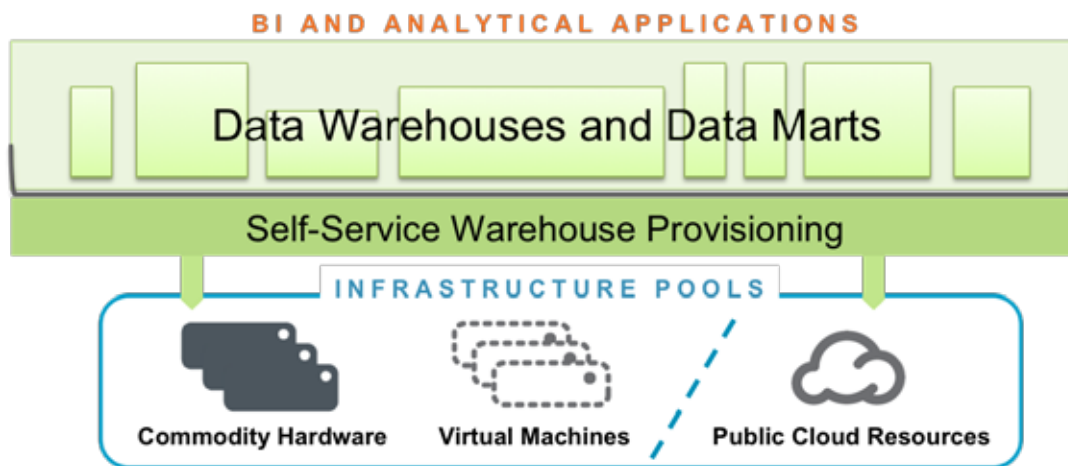 BI AND ANALYTICAL APPLICATIONS
Data Warehouses and Data Marts
Self-Service Warehouse Provisioning
INFRASTRUCTURE POOLS
Commodity Hardware
Virtual Machines
Public Cloud Resources